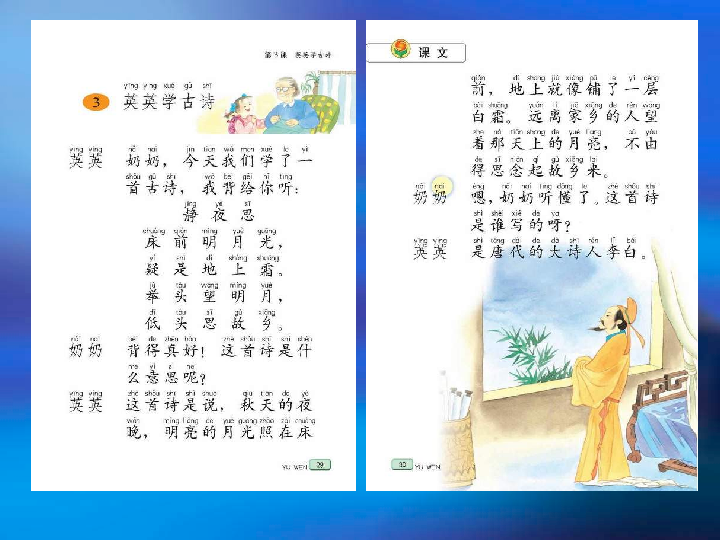 第3课 英英学古诗
3
yīng yīng xué gǔ shī
英英学古诗
yīng yīng nǎi nai jīn tiān wǒ men xué le yì
英英 奶奶，今天我们学了一
shǒu gǔ shī wǒ bèi gěi nǐ tīng
首古诗，我背给你听：
jìng yè sī
静夜思
chuáng qián míng yuè guāng
床前明月光，
yí shì dì shàng shuāng
疑是地上霜。
jǔ tóu wàng míng yuè
举头望明月，
dī tóu sī gù xiāng
低头思故乡。
nǎi nai bèi de zhēn hǎo zhè shǒu shī shì shén
奶奶 背得真好！这首诗是什
me yì si ne
么意思呢？
yīng yīng zhè shǒu shī shì shuō qiū tiān de yè
英英 这首诗是说，秋天的夜
wǎn míng liàng de yuè guāng zhào zài chuáng
晚，明亮的月光照在床
YU WEN 29
课文
qián dì shang jiù xiàng pū le yì céng
前，地上就像铺了一层
bái shuāng yuǎn lí jiā xiāng de rén wàng
白霜。远离家乡的人望
zhe nà tiān shang de yuè liang bù yóu
着那天上的月亮，不由
de sī niàn qǐ gù xiāng lái
得思念起故乡来。
nǎi nai èng nǎi nai tīng dǒng le zhè shǒu shī
奶奶 嗯，奶奶听懂了。这首诗
shì shéi xiě de ya
是谁写的呀？
yīng yīng shì táng dài de dà shī rén lǐ bái
英英 是唐代的大诗人李白。
30 YU WEN